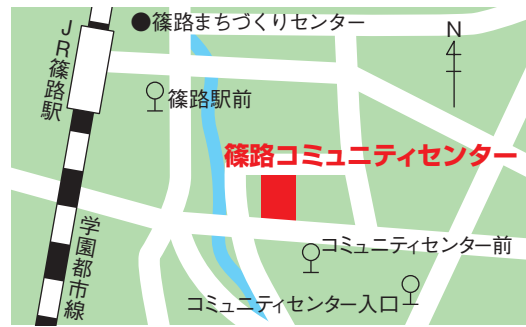 篠路まちづくりセンター
N
JR篠路駅
篠路駅前
篠路コミュニティセンター
学園都市線
コミュニティセンター前
コミュニティセンター入口